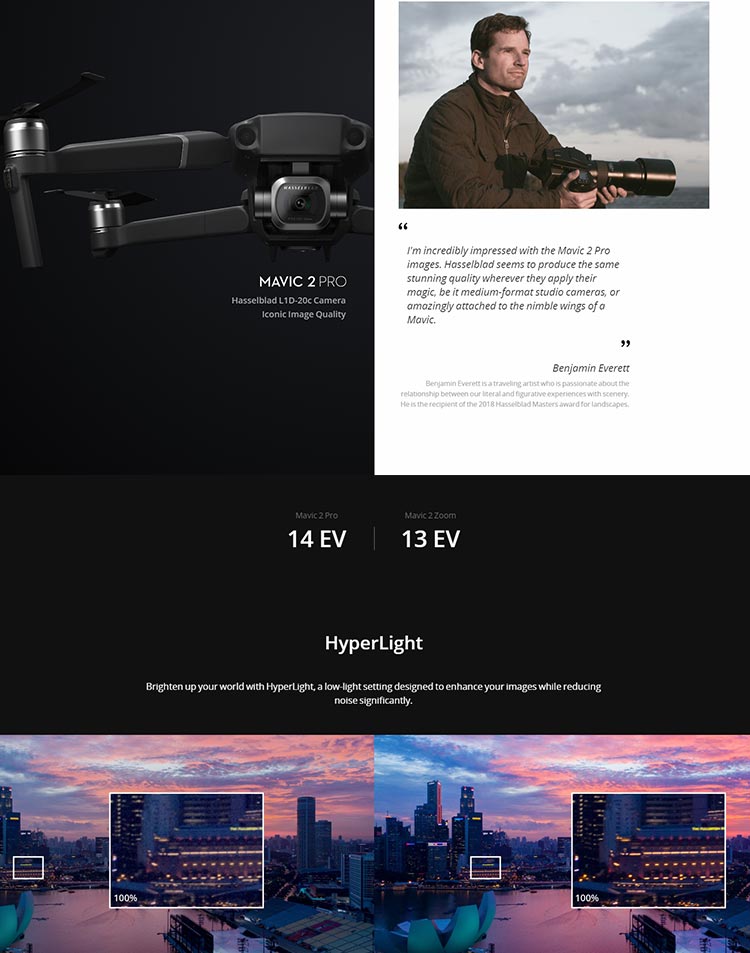 HASSELBLAD
MAVIC 2 PRO
Hasselblad L1D-20c Camera
Iconic Image Quality
“
I'm incredibly impressed with the Mavic 2 Pro
images. Hasselblad seems to produce the same
stunning quality wherever they apply their
magic, be it medium-format studio cameras, or
amazingly attached to the nimble wings of a
Mavic.
”
Benjamin Everett
Benjamin Everett is a traveling artist who is passionate about the
relationship between our literal and figurative experiences with scenery.
He is the recipient of the 2018 Hasselblad Masters award for landscapes.
Mavic 2 Pro
14 EV
Mavic 2 Zoom
13 EV
HyperLight
Brighten up your world with HyperLight, a low-light setting designed to enhance your images while reducing
noise significantly.
100%
100%